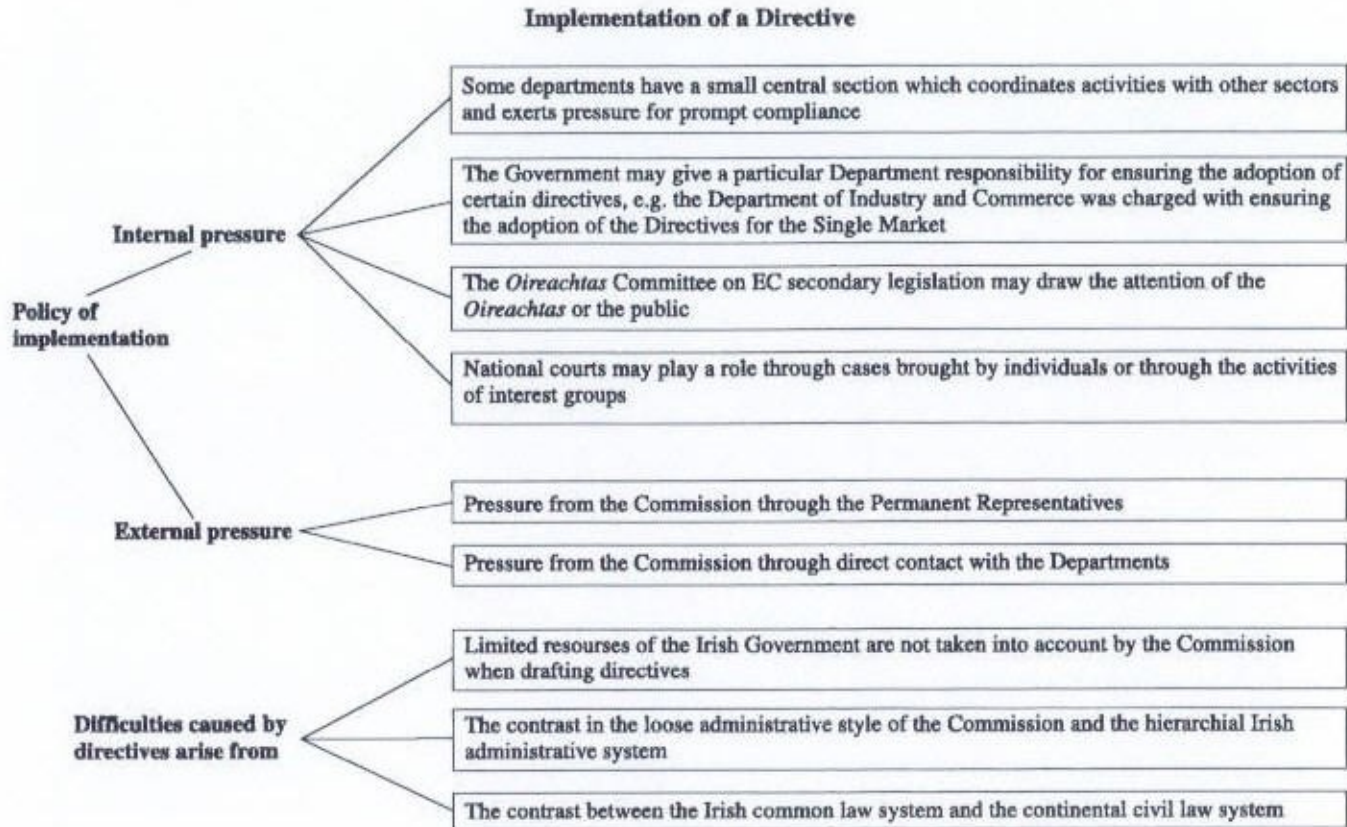 Implementation of a Directive
Some departments have a small central section which coordinates activities with other sectors
and exerts pressure for prompt compliance
The Government may give a particular Department responsibility for ensuring the adoption of
certain directives, e.g. the Department of Industry and Commerce was charged with ensuring
the adoption of the Directives for the Single Market
Internal pressure
The Oireachtas Committee on EC secondary legislation may draw the attention of the
Oireachtas or the public
Policy of
implementation
National courts may play a role through cases brought by individuals or through the activities
of interest groups
Pressure from the Commission through the Permanent Representatives
External pressure
Pressure from the Commission through direct contact with the Departments
Limited resourses of the Irish Government are not taken into account by the Commission
when drafting directives
Difficulties caused by
directives arise from
The contrast in the loose administrative style of the Commission and the hierarchial Irish
administrative system
The contrast between the Irish common law system and the continental civil law system